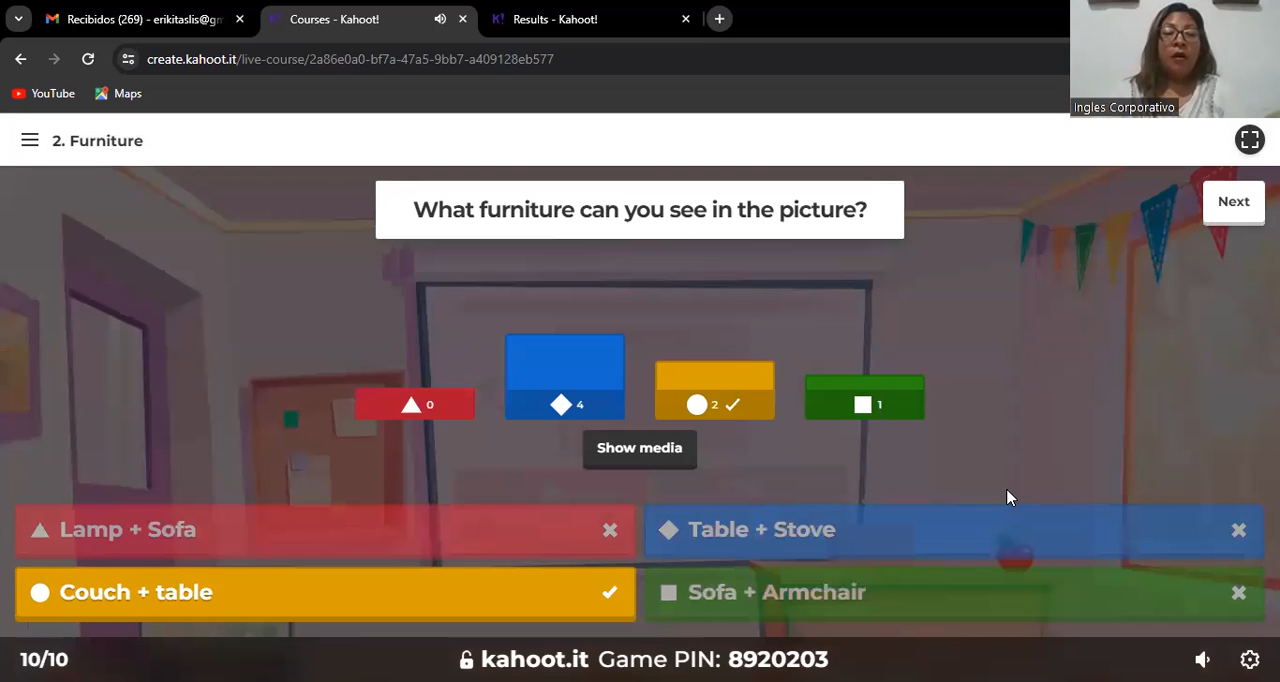 Recibidos (269) - erikitaslis@gm
Courses - Kahoot!
K! Results - Kahoot!
create.kahoot.it/live-course/2a86e0a0-bf7a-47a5-9bb7-a409128eb577
YouTube
Maps
Ingles Corporativo
2. Furniture
What furniture can you see in the picture?
Next
0
4
2
1
Show media
Lamp + Sofa
Table + Stove
Couch + table
Sofa + Armchair
10/10
kahoot.it Game PIN: 8920203